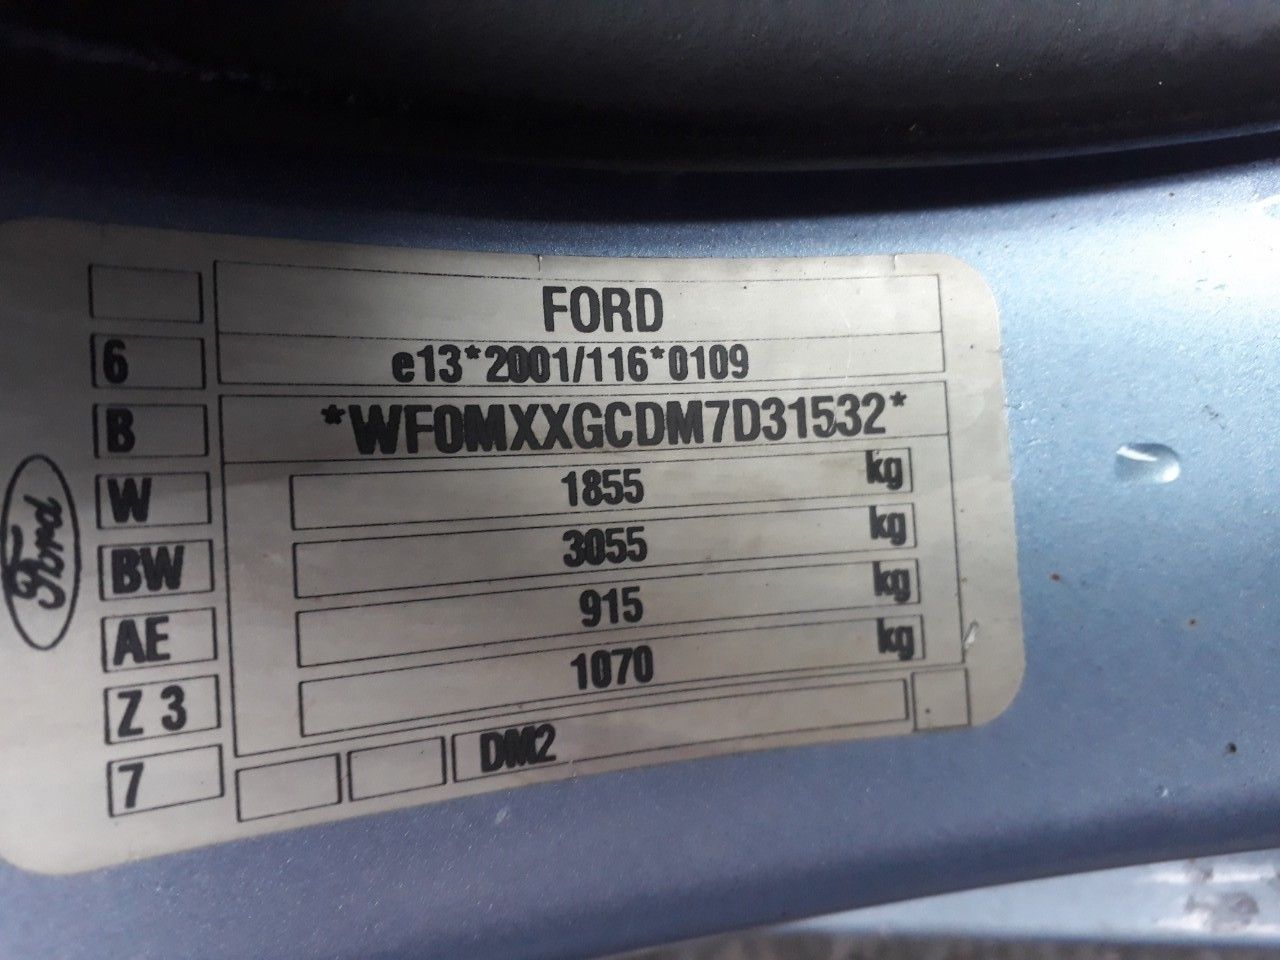 FORD
6 e13*2001/116*0109
B *WF0MXXGCDM7D31532*
W 1855 kg
BW 3055 kg
AE 915 kg
Z 3 1070 kg
7 DM2
Ford